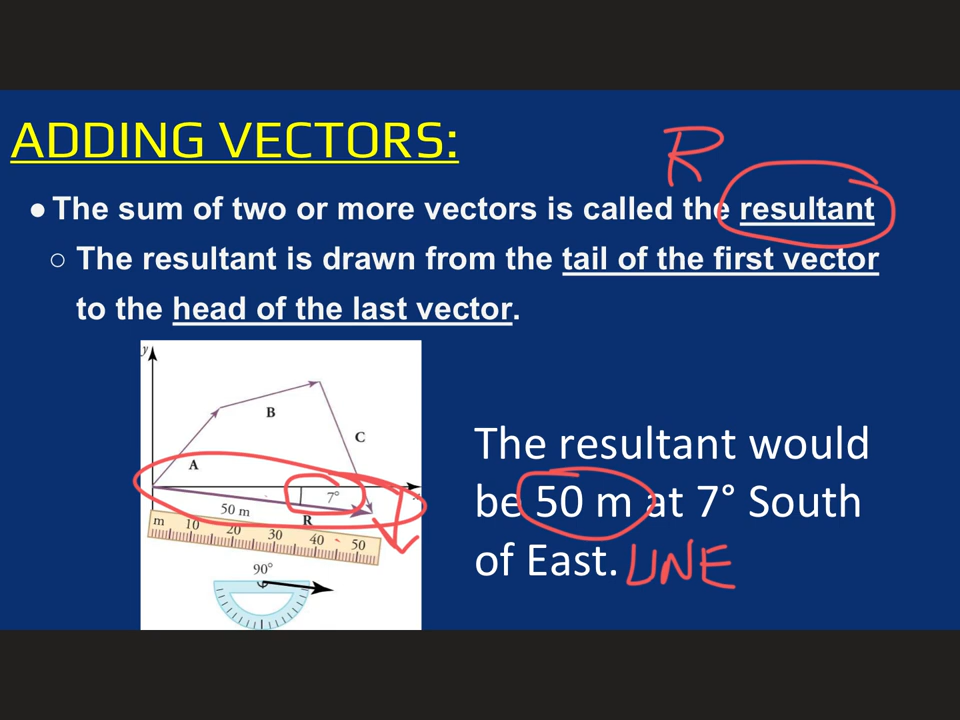 ADDING VECTORS:
R
● The sum of two or more vectors is called the resultant
○ The resultant is drawn from the tail of the first vector
to the head of the last vector.
y
B
C
A
x
7°
50 m
R
m 10 20 30 40 50
90°
The resultant would
be 50 m at 7° South
of East. LINE